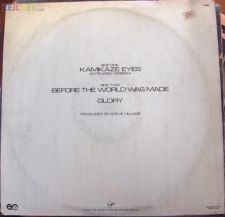 SIDE ONE
KAMIKAZE EYES
(EXTENDED VERSION)
SIDE TWO
BEFORE THE WORLD WAS MADE
GLORY
PRODUCED BY STEVE HILLAGE